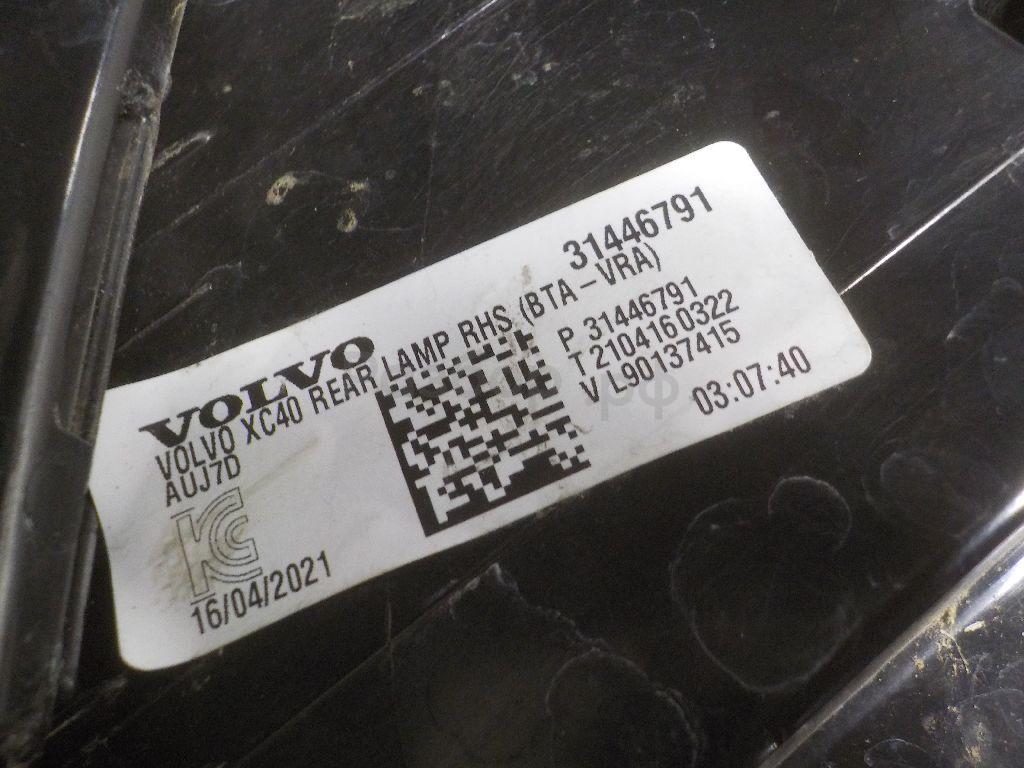 31446791
VOLVO
VOLVO XC40 REAR LAMP RHS (BTA-VRA)
AUJ7D
P 31446791
T 2104160322
V L90137415
16/04/2021
03:07:40